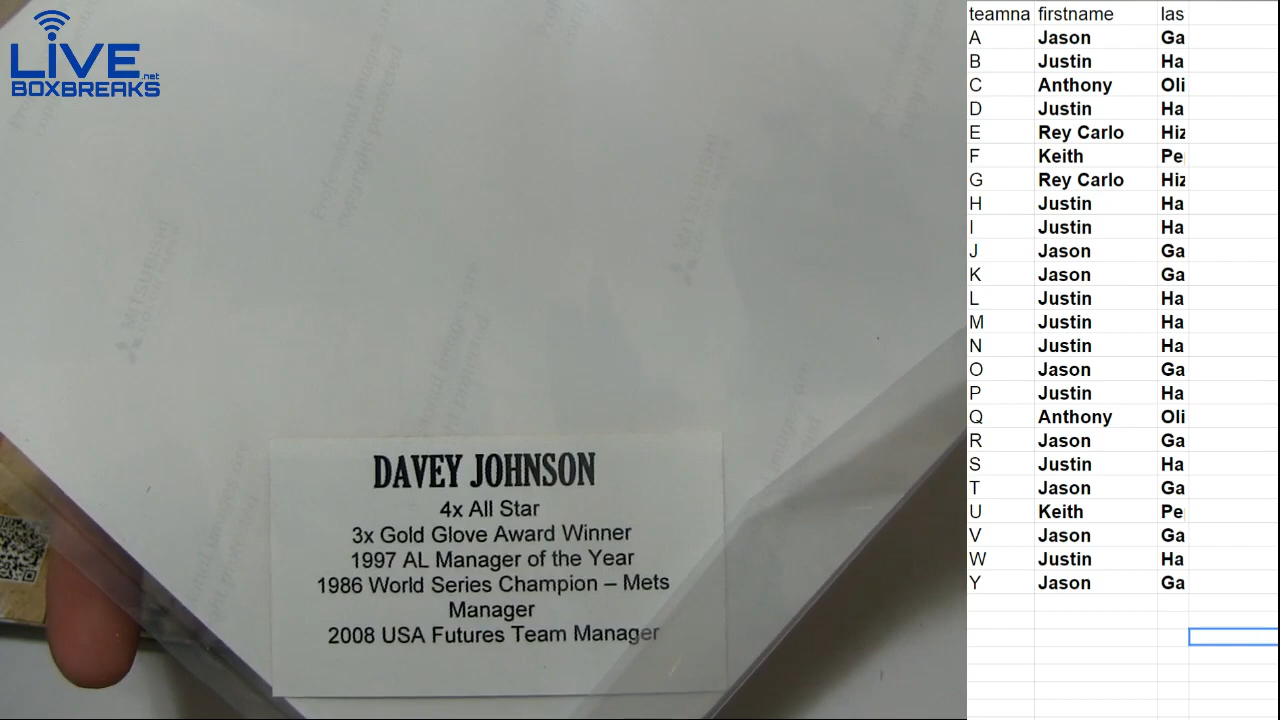 LIVE.net
BOXBREAKS
MITSUBISHI
MITSUBISHI
DAVEY JOHNSON
4x All Star
3x Gold Glove Award Winner
1997 AL Manager of the Year
1986 World Series Champion – Mets
Manager
2008 USA Futures Team Manager
teamna firstname las
A Jason Ga
B Justin Ha
C Anthony Oli
D Justin Ha
E Rey Carlo Hiz
F Keith Pe
G Rey Carlo Hiz
H Justin Ha
I Justin Ha
J Jason Ga
K Jason Ga
L Justin Ha
M Justin Ha
N Justin Ha
O Jason Ga
P Justin Ha
Q Anthony Oli
R Jason Ga
S Justin Ha
T Jason Ga
U Keith Pe
V Jason Ga
W Justin Ha
Y Jason Ga